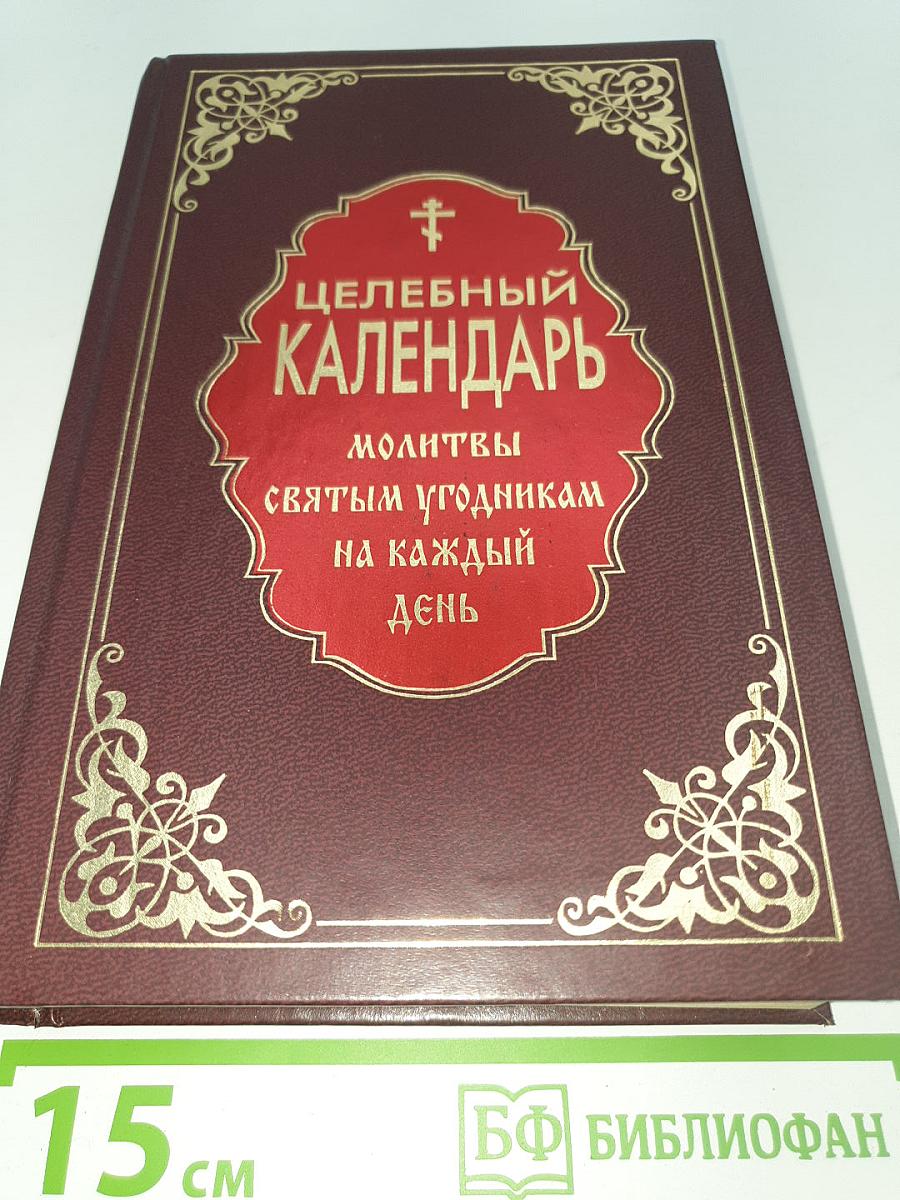 ЦЕЛЕБНЫЙ
КАЛЕНДАРЬ
МОЛИТВЫ
СВЯТЫМ УГОДНИКАМ
НА КАЖДЫЙ
ДЕНЬ
15 см
БФ БИБЛИОФАН